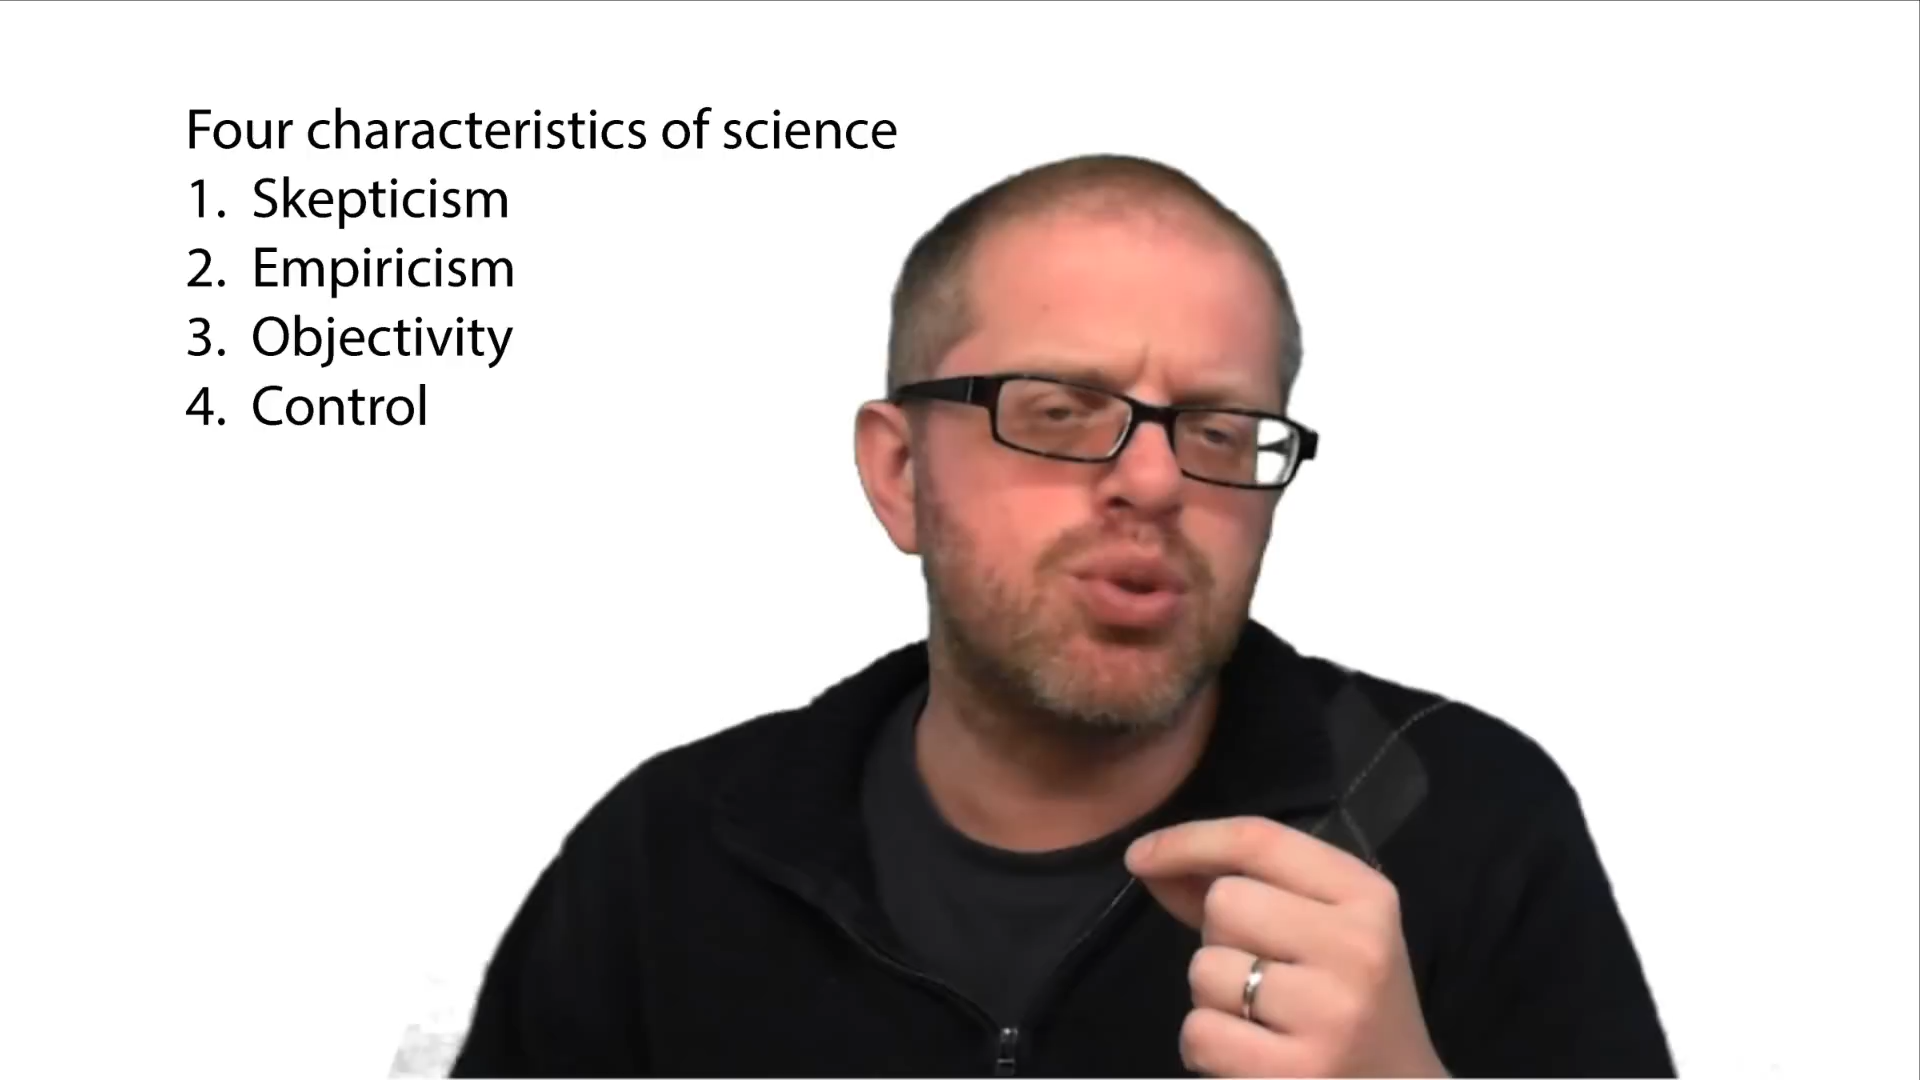 Four characteristics of science
1. Skepticism
2. Empiricism
3. Objectivity
4. Control